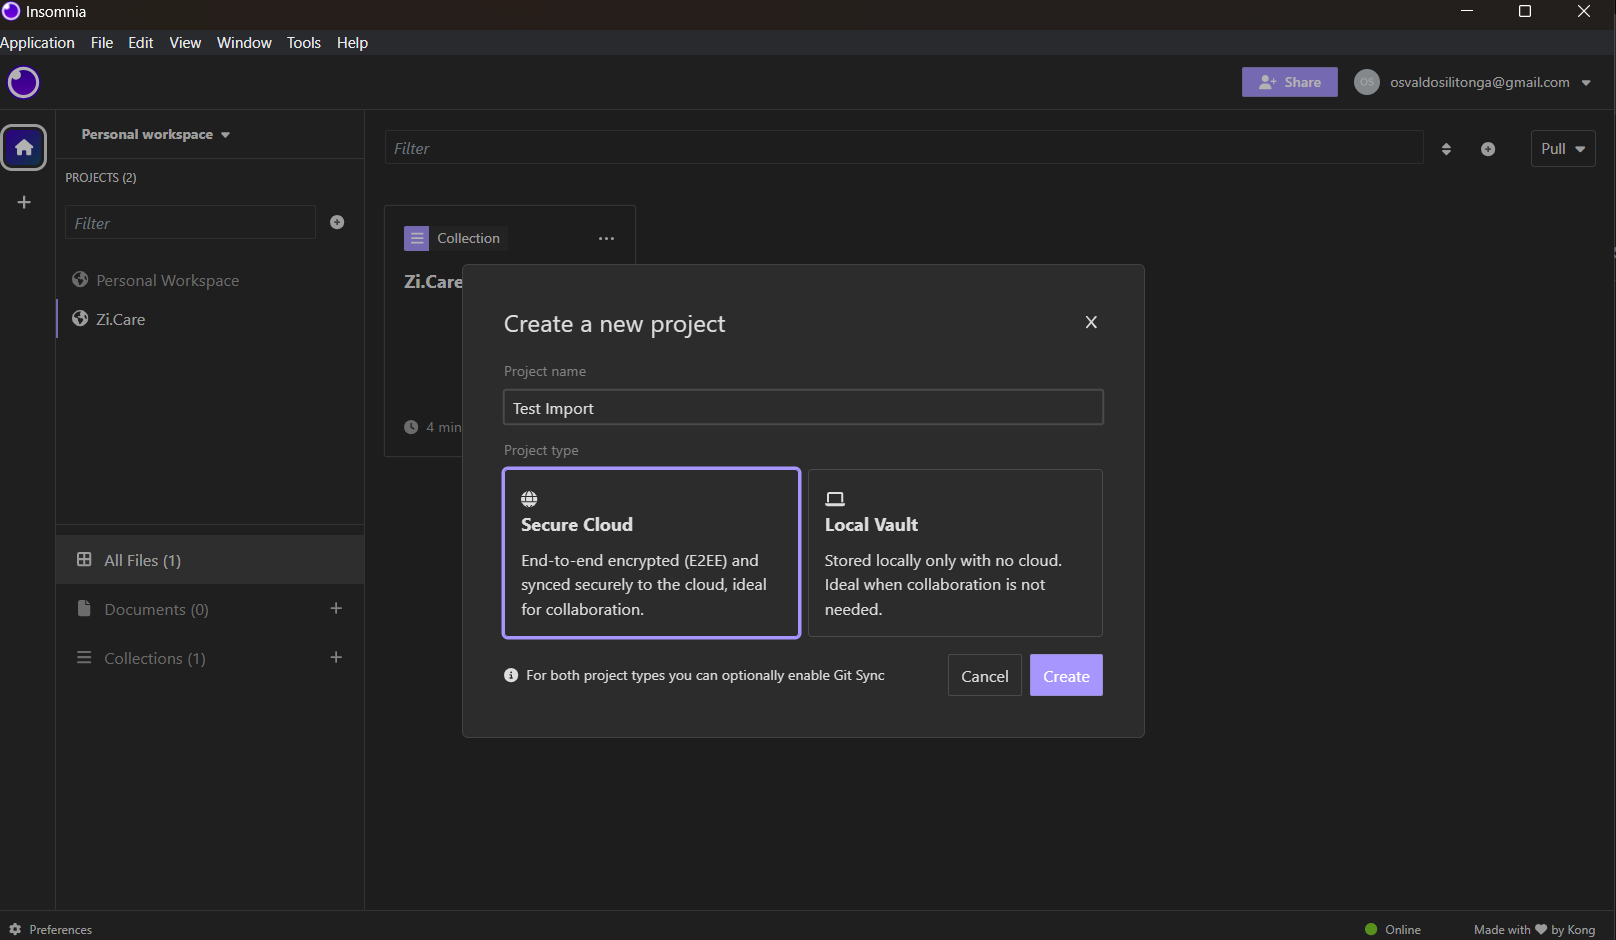 Insomnia
Application File Edit View Window Tools Help
Share OS osvaldosilitonga@gmail.com
Personal workspace
Filter
Pull
PROJECTS (2)
Filter
Collection
Personal Workspace
Zi.Care
Zi.Care
4 min
Create a new project
X
Project name
Test Import
Project type
Secure Cloud
End-to-end encrypted (E2EE) and
synced securely to the cloud, ideal
for collaboration.
Local Vault
Stored locally only with no cloud.
Ideal when collaboration is not
needed.
For both project types you can optionally enable Git Sync
Cancel
Create
All Files (1)
Documents (0)
Collections (1)
Preferences
Online
Made with ♥ by Kong